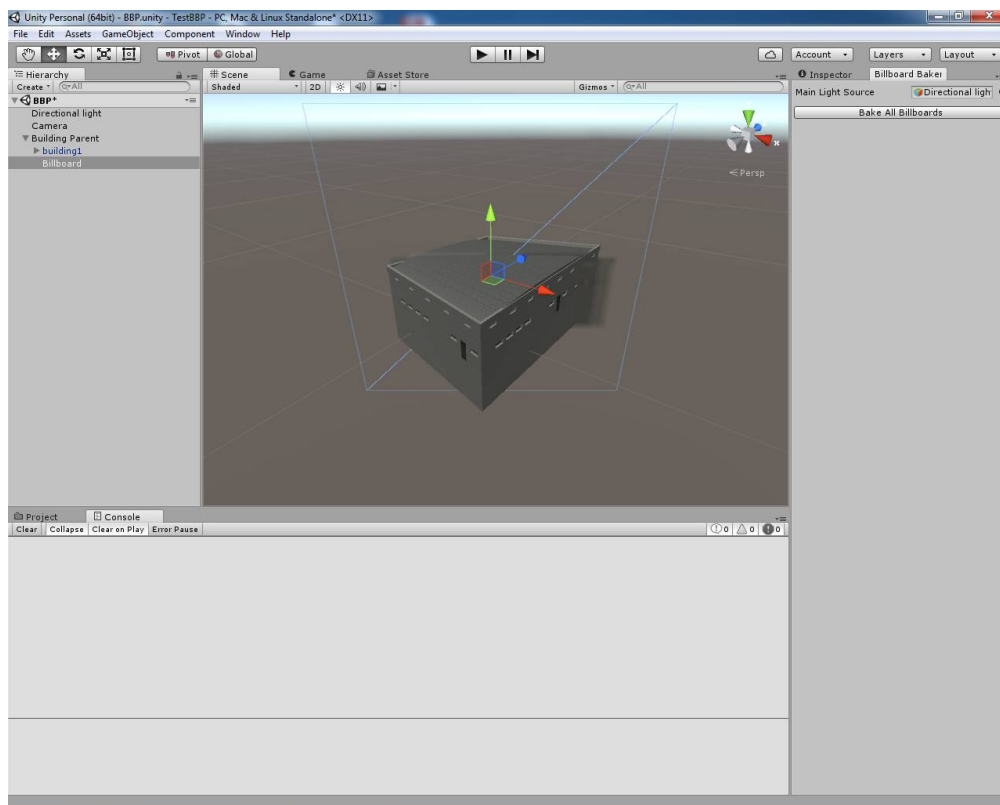 Unity Personal (64bit) - BBP.unity - TestBBP - PC, Mac & Linux Standalone* <DX11>
File Edit Assets GameObject Component Window Help
Pivot Global Account Layers Layout
Hierarchy Scene Game Asset Store Inspector Billboard Baker
Create All Shaded 2D Gizmos All Main Light Source Directional ligh
BBP* Bake All Billboards
Directional light
Camera
Building Parent
building1
Billboard
x
Persp
Project Console
Clear Collapse Clear on Play Error Pause 0 0 0